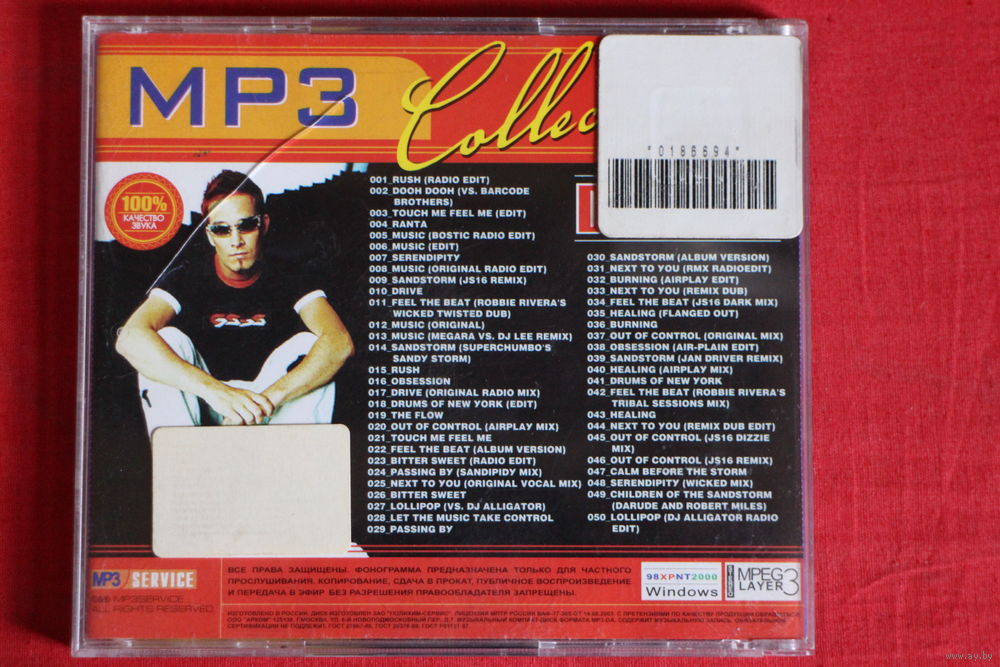 MP3
Collec
*0186694*
100%
КАЧЕСТВО
ЗВУКА
001_RUSH (RADIO EDIT)
002_DOOH DOOH (VS. BARCODE
BROTHERS)
003_TOUCH ME FEEL ME (EDIT)
004_RANTA
005_MUSIC (BOSTIC RADIO EDIT)
006_MUSIC (EDIT)
007_SERENDIPITY
008_MUSIC (ORIGINAL RADIO EDIT)
009_SANDSTORM (JS16 REMIX)
010_DRIVE
011_FEEL THE BEAT (ROBBIE RIVERA'S
WICKED TWISTED DUB)
012_MUSIC (ORIGINAL)
013_MUSIC (MEGARA VS. DJ LEE REMIX)
014_SANDSTORM (SUPERCHUMBO'S
SANDY STORM)
015_RUSH
016_OBSESSION
017_DRIVE (ORIGINAL RADIO MIX)
018_DRUMS OF NEW YORK (EDIT)
019_THE FLOW
020_OUT OF CONTROL (AIRPLAY MIX)
021_TOUCH ME FEEL ME
022_FEEL THE BEAT (ALBUM VERSION)
023_BITTER SWEET (RADIO EDIT)
024_PASSING BY (SANDIPIDY MIX)
025_NEXT TO YOU (ORIGINAL VOCAL MIX)
026_BITTER SWEET
027_LOLLIPOP (VS. DJ ALLIGATOR)
028_LET THE MUSIC TAKE CONTROL
029_PASSING BY
030_SANDSTORM (ALBUM VERSION)
031_NEXT TO YOU (RMX RADIOEDIT)
032_BURNING (AIRPLAY EDIT)
033_NEXT TO YOU (REMIX DUB)
034_FEEL THE BEAT (JS16 DARK MIX)
035_HEALING (FLANGED OUT)
036_BURNING
037_OUT OF CONTROL (ORIGINAL MIX)
038_OBSESSION (AIR-PLAIN EDIT)
039_SANDSTORM (JAN DRIVER REMIX)
040_HEALING (AIRPLAY MIX)
041_DRUMS OF NEW YORK
042_FEEL THE BEAT (ROBBIE RIVERA'S
TRIBAL SESSIONS MIX)
043_HEALING
044_NEXT TO YOU (REMIX DUB EDIT)
045_OUT OF CONTROL (JS16 DIZZIE
MIX)
046_OUT OF CONTROL (JS16 REMIX)
047_CALM BEFORE THE STORM
048_SERENDIPITY (WICKED MIX)
049_CHILDREN OF THE SANDSTORM
(DARUDE AND ROBERT MILES)
050_LOLLIPOP (DJ ALLIGATOR RADIO
EDIT)
MP3 SERVICE
MP3SERVICE
ALL RIGHTS RESERVED.
ВСЕ ПРАВА ЗАЩИЩЕНЫ. ФОНОГРАММА ПРЕДНАЗНАЧЕНА ТОЛЬКО ДЛЯ ЧАСТНОГО
ПРОСЛУШИВАНИЯ. КОПИРОВАНИЕ, СДАЧА В ПРОКАТ, ПУБЛИЧНОЕ ВОСПРОИЗВЕДЕНИЕ
И ПЕРЕДАЧА В ЭФИР БЕЗ РАЗРЕШЕНИЯ ПРАВООБЛАДАТЕЛЯ ЗАПРЕЩЕНЫ.
98XPNT2000
Windows
MPEG
LAYER 3
ИЗГОТОВЛЕНО В РОССИИ. ДИСК ИЗГОТОВЛЕН ЗАО
www.ay.by